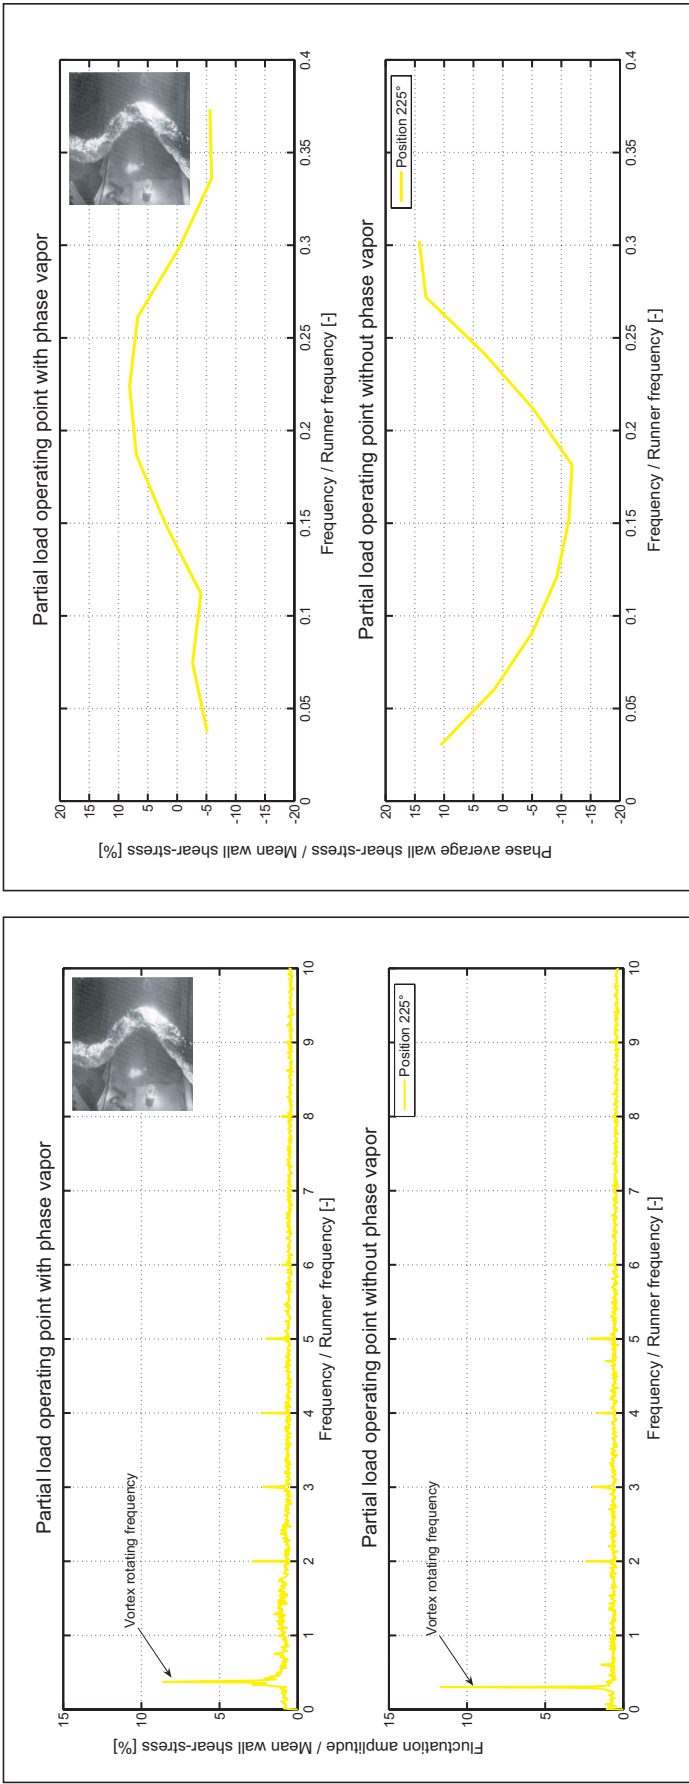 Partial load operating point with phase vapor
15
10
5
0
Vortex rotating frequency
0 1 2 3 4 5 6 7 8 9 10
Frequency / Runner frequency [-]
Fluctuation amplitude / Mean wall shear-stress [%]
Partial load operating point without phase vapor
15
10
5
0
Vortex rotating frequency
Position 225°
0 1 2 3 4 5 6 7 8 9 10
Frequency / Runner frequency [-]
Partial load operating point with phase vapor
20
15
10
5
0
-5
-10
-15
-20
0 0.05 0.1 0.15 0.2 0.25 0.3 0.35 0.4
Frequency / Runner frequency [-]
Phase average wall shear-stress / Mean wall shear-stress [%]
Partial load operating point without phase vapor
20
15
10
5
0
-5
-10
-15
-20
Position 225°
0 0.05 0.1 0.15 0.2 0.25 0.3 0.35 0.4
Frequency / Runner frequency [-]